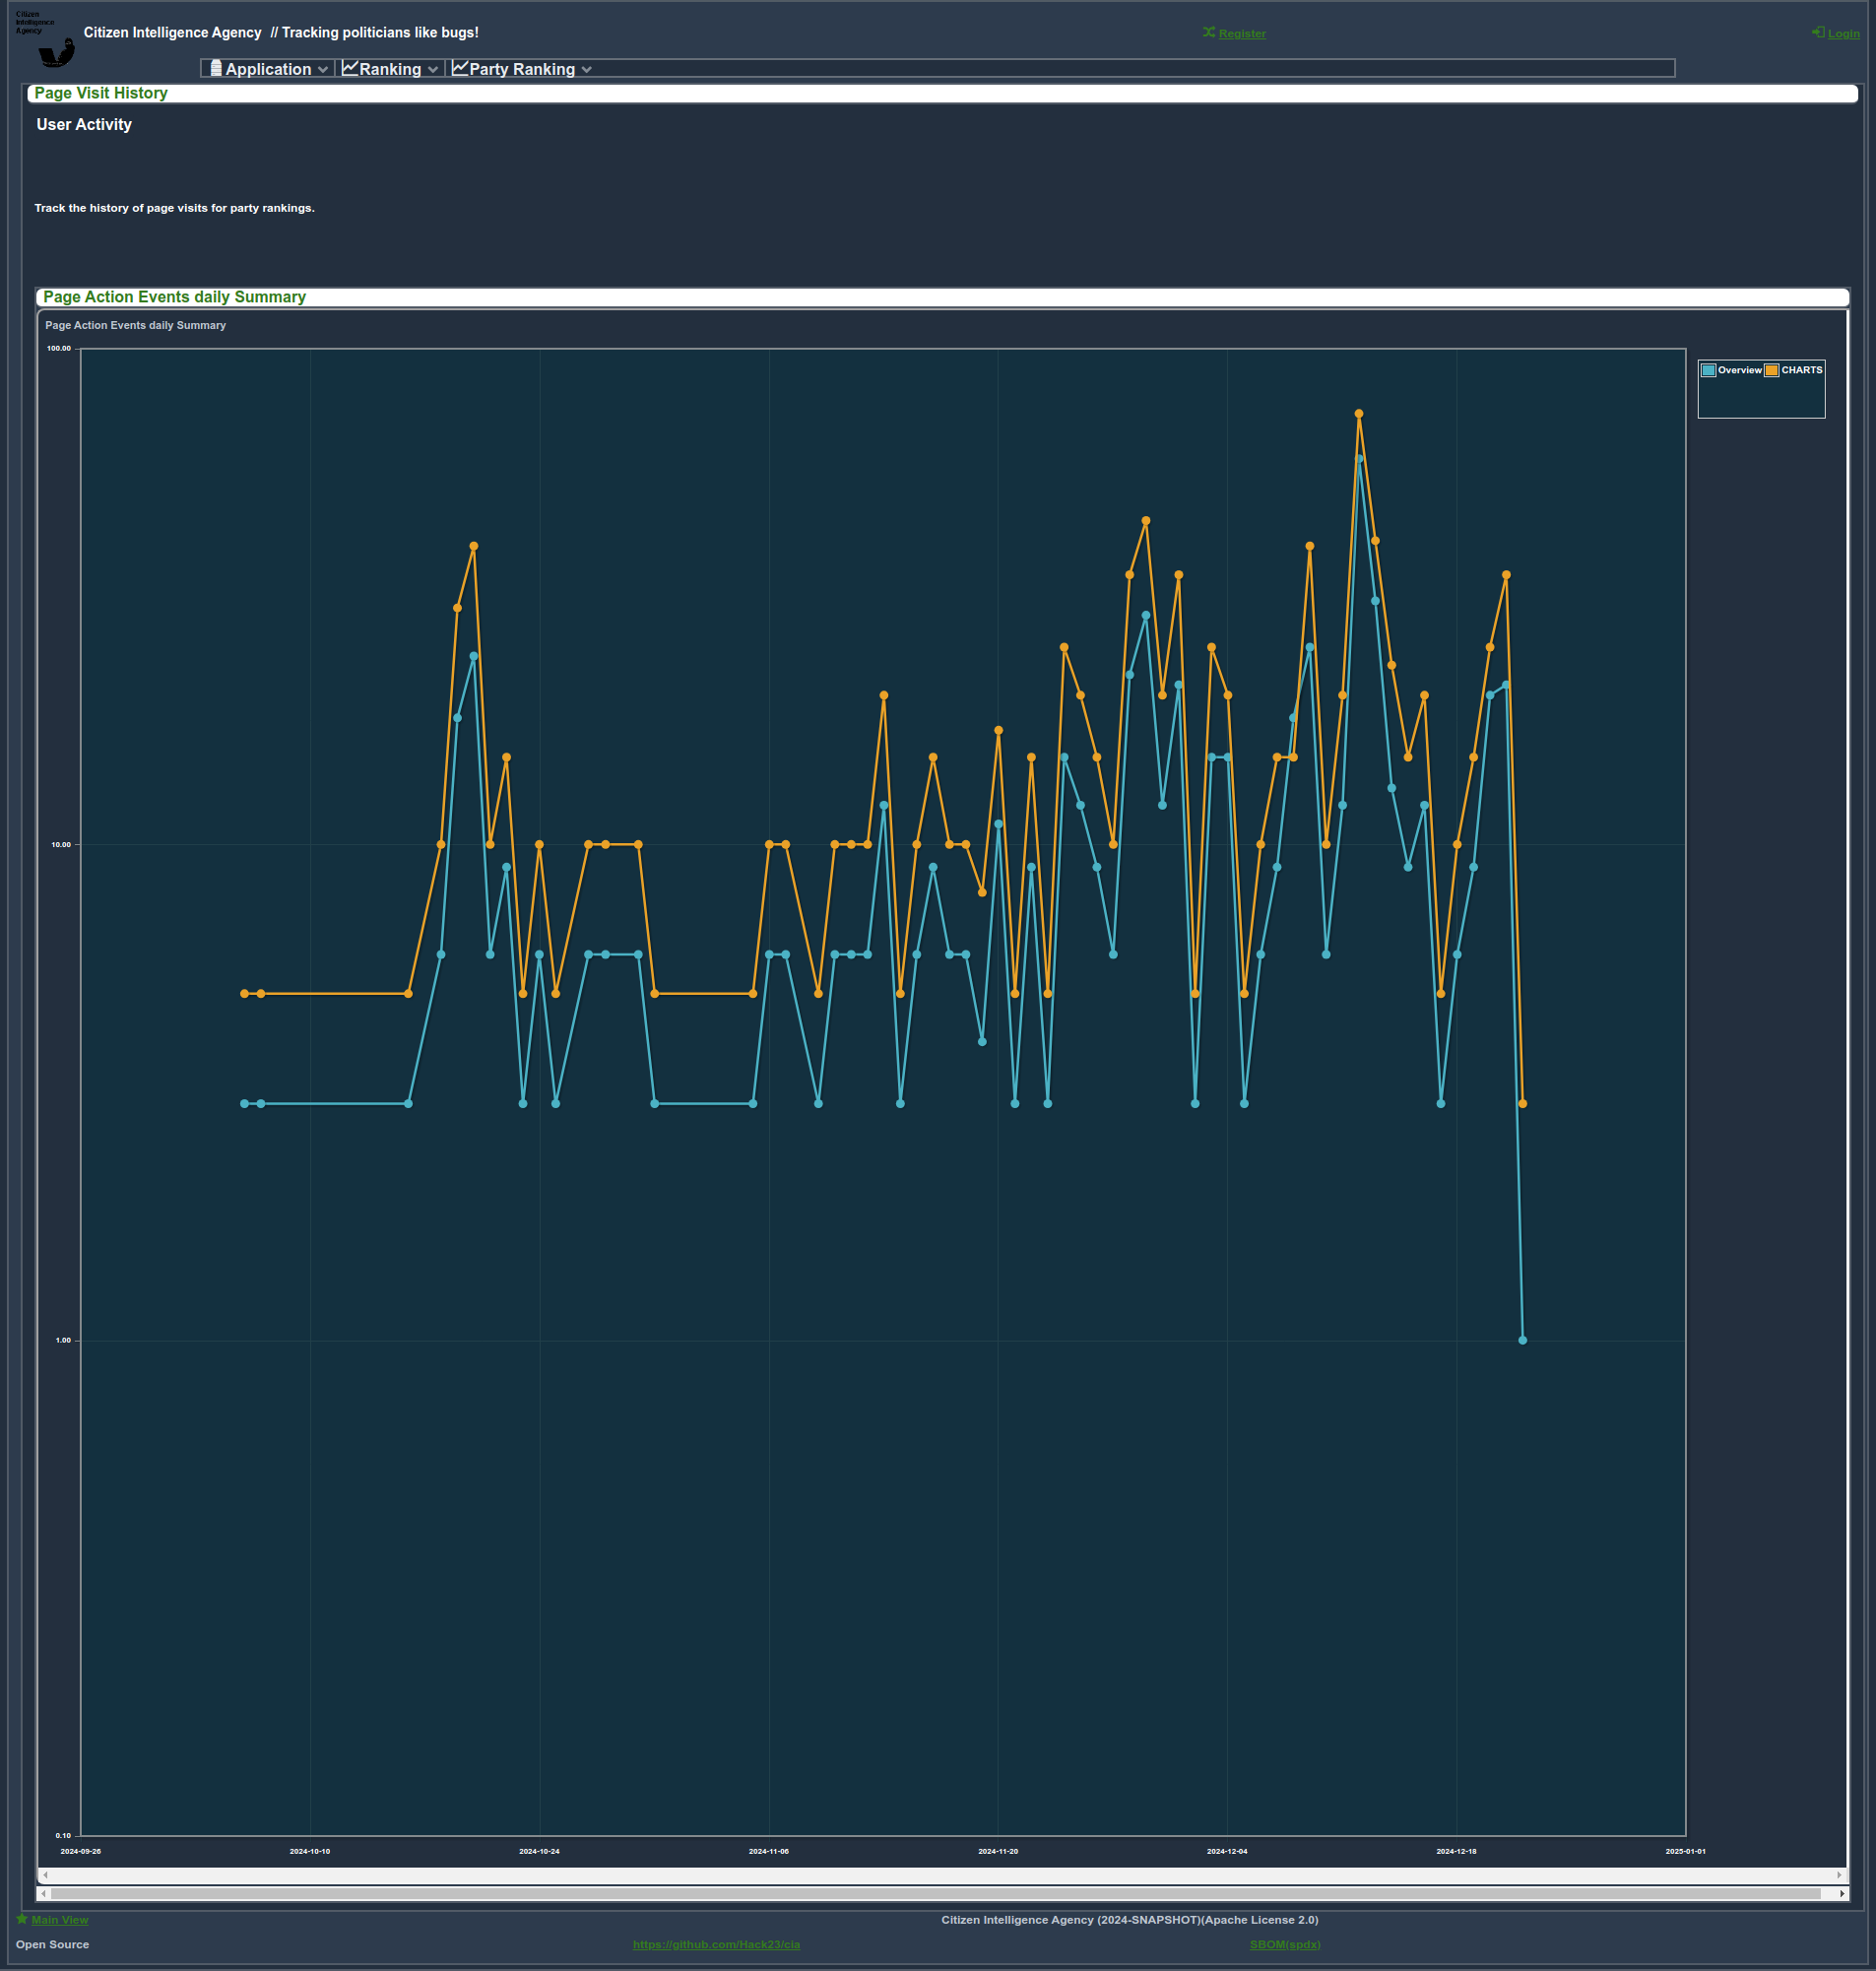 Citizen
Intelligence
Agency
Citizen Intelligence Agency // Tracking politicians like bugs!
Register
Login
Application
Ranking
Party Ranking
Page Visit History
User Activity
Track the history of page visits for party rankings.
Page Action Events daily Summary
Page Action Events daily Summary
100.00
Overview CHARTS
10.00
1.00
0.10
2024-09-26 2024-10-10 2024-10-24 2024-11-06 2024-11-20 2024-12-04 2024-12-18 2025-01-01
Main View
Citizen Intelligence Agency (2024-SNAPSHOT)(Apache License 2.0)
Open Source
https://github.com/Hack23/cia
SBOM(spdx)